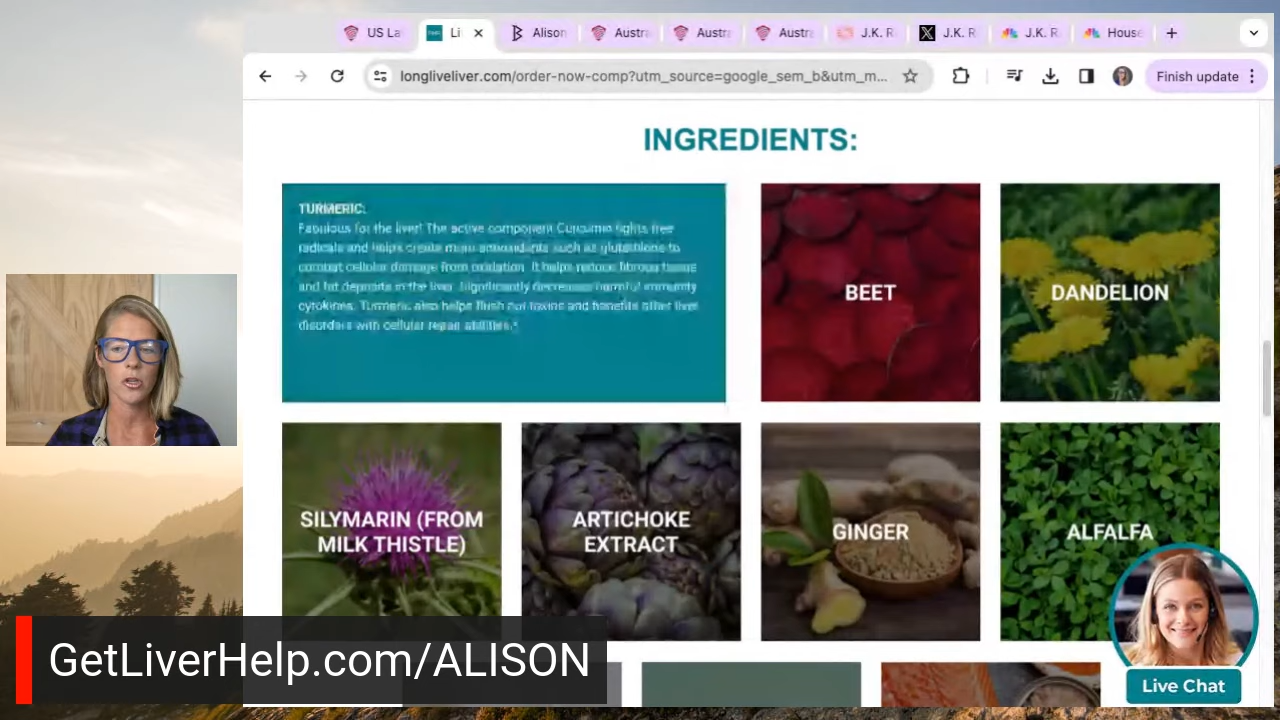 US La
Li
Alison
Austra
Austra
Austra
J.K. R
J.K. R
J.K. R
House
longliveliver.com/order-now-comp?utm_source=google_sem_b&utm_m...
Finish update
INGREDIENTS:
TURMERIC:
Fabulous for the liver! The active component Curcumin fights free
radicals and helps create more antioxidants such as glutathione to
combat cellular damage from oxidation. It helps reduce fibrous tissue
and fat deposits in the liver. Significantly decreases harmful immunity
cytokines. Turmeric also helps flush out toxins and benefits other liver
disorders with cellular repair abilities.*
BEET
DANDELION
SILYMARIN (FROM
MILK THISTLE)
ARTICHOKE
EXTRACT
GINGER
ALFALFA
Live Chat
GetLiverHelp.com/ALISON